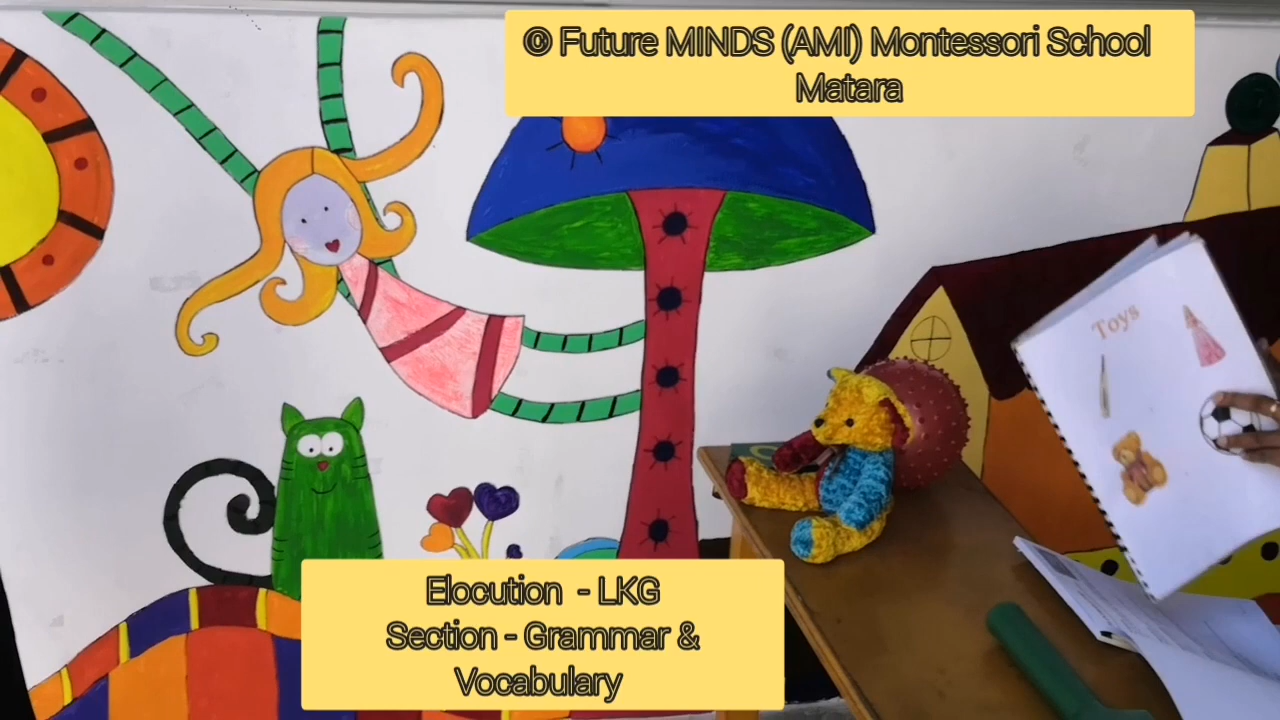 © Future MINDS (AMI) Montessori School
Matara
Toys
Elocution - LKG
Section - Grammar &
Vocabulary